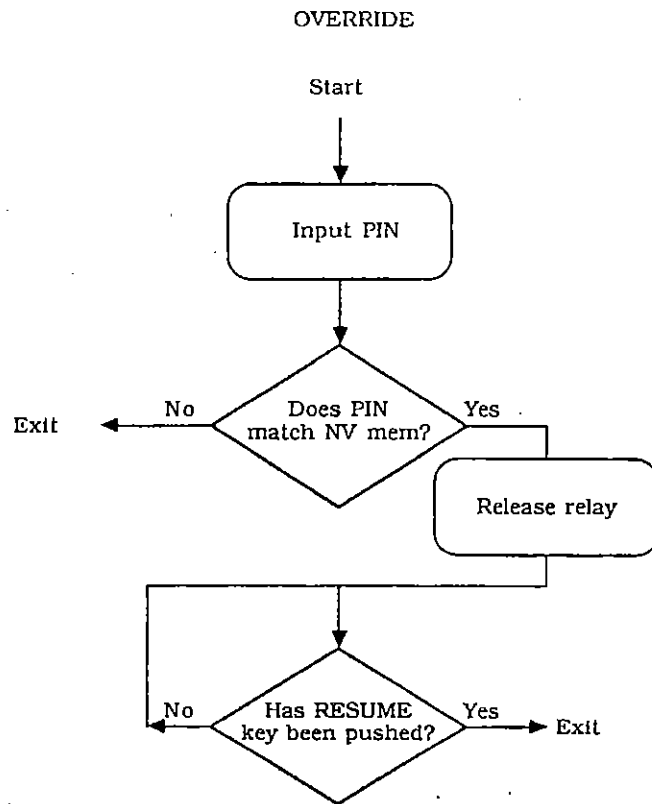 OVERRIDE
Start
Input PIN
Does PIN
match NV mem?
No
Yes
Exit
Release relay
Has RESUME
key been pushed?
No
Yes
Exit